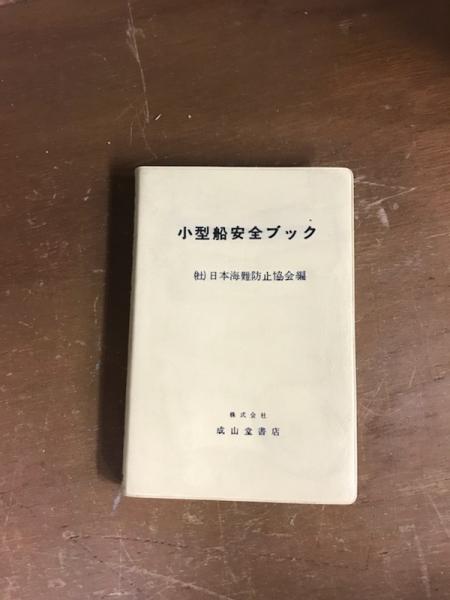 小型船安全ブック
(社)日本海難防止協会編
株式会社
成山堂書店